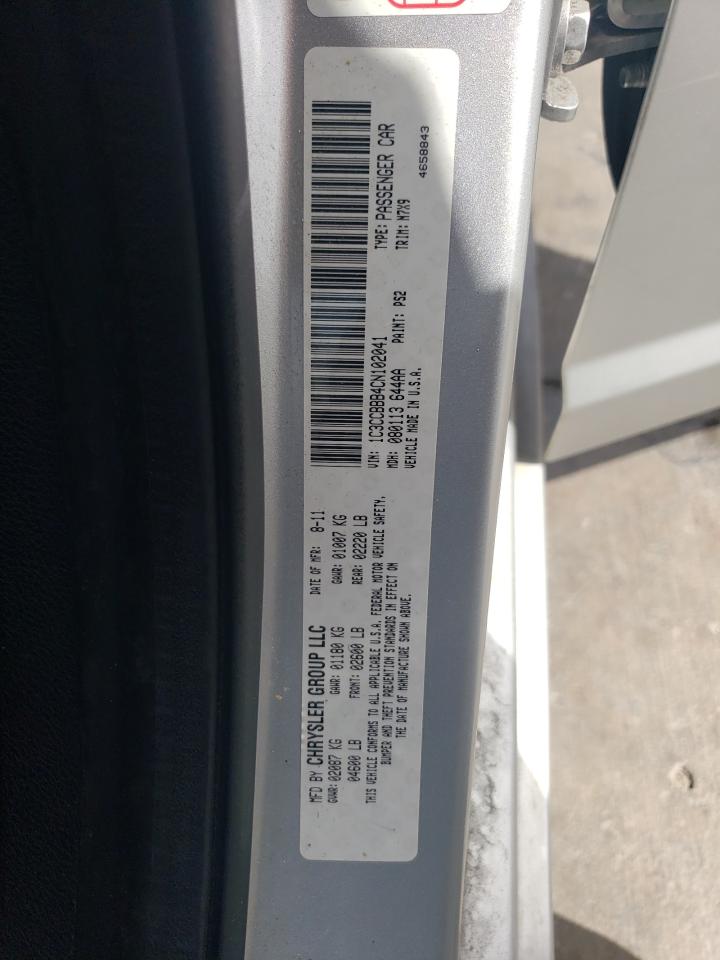 MFD BY CHRYSLER GROUP LLC DATE OF MFR: 8-11
GVWR: 02087 KG GAWR: 01180 KG GAWR: 01007 KG
04600 LB FRONT: 02600 LB REAR: 02220 LB
THIS VEHICLE CONFORMS TO ALL APPLICABLE U.S.A. FEDERAL MOTOR VEHICLE SAFETY,
BUMPER AND THEFT PREVENTION STANDARDS IN EFFECT ON
THE DATE OF MANUFACTURE SHOWN ABOVE.
VIN: 1C3CCBBB4CN102041 TYPE: PASSENGER CAR
MDH: 080113 644AA PAINT: PS2 TRIM: N7X9
VEHICLE MADE IN U.S.A.
4658843